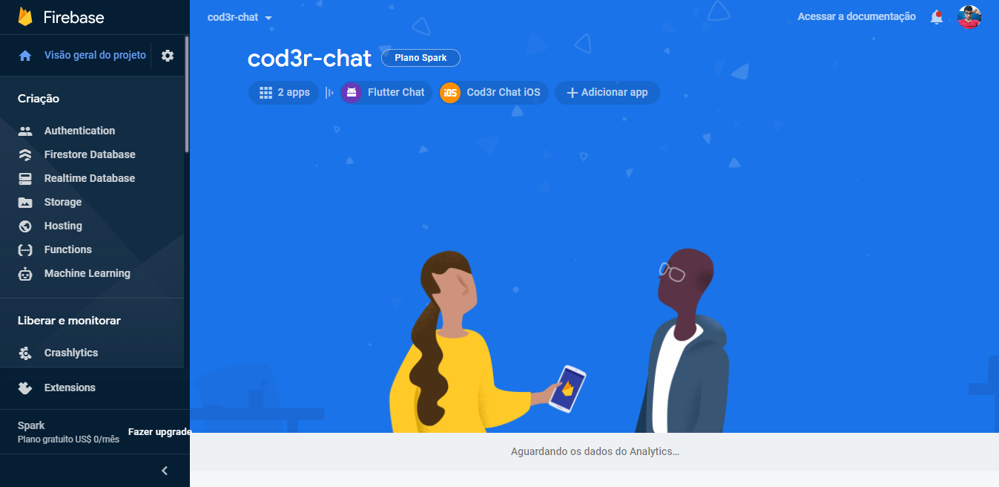 Firebase
cod3r-chat
Acessar a documentação
Visão geral do projeto
cod3r-chat
Plano Spark
2 apps
Flutter Chat
iOS
Cod3r Chat iOS
Adicionar app
Criação
Authentication
Firestore Database
Realtime Database
Storage
Hosting
Functions
Machine Learning
Liberar e monitorar
Crashlytics
Extensions
Spark
Plano gratuito US$ 0/mês
Fazer upgrade
Aguardando os dados do Analytics...